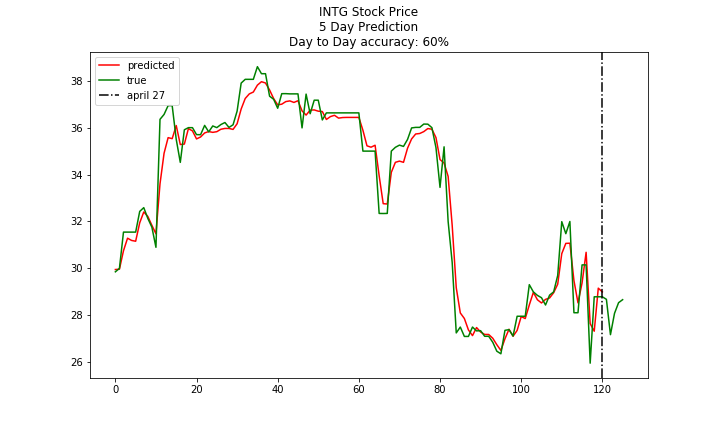 INTG Stock Price
5 Day Prediction
Day to Day accuracy: 60%
predicted
true
april 27
38
36
34
32
30
28
26
0 20 40 60 80 100 120